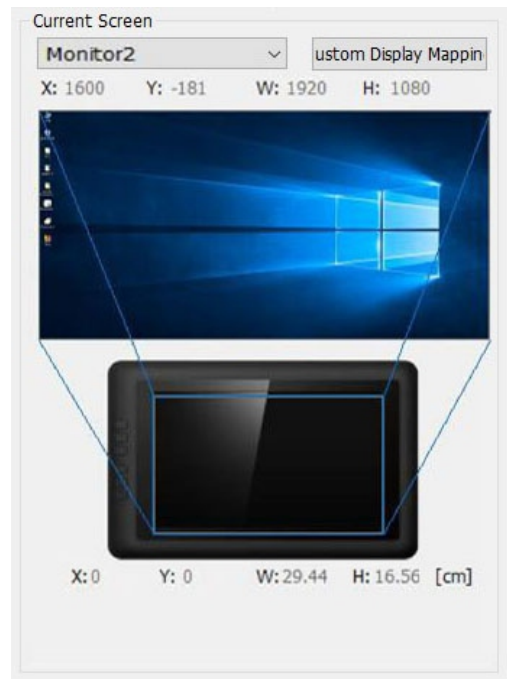 Current Screen
Monitor2 ustom Display Mappin
X: 1600 Y: -181 W: 1920 H: 1080
X: 0 Y: 0 W: 29.44 H: 16.56 [cm]